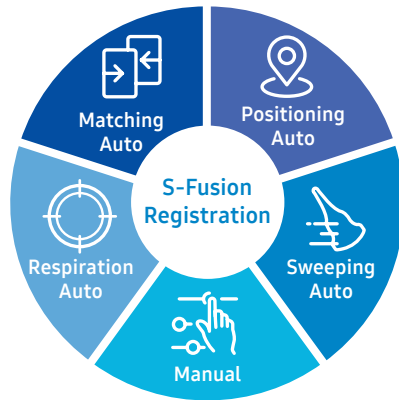 Matching
Auto
Positioning
Auto
S-Fusion
Registration
Respiration
Auto
Sweeping
Auto
Manual